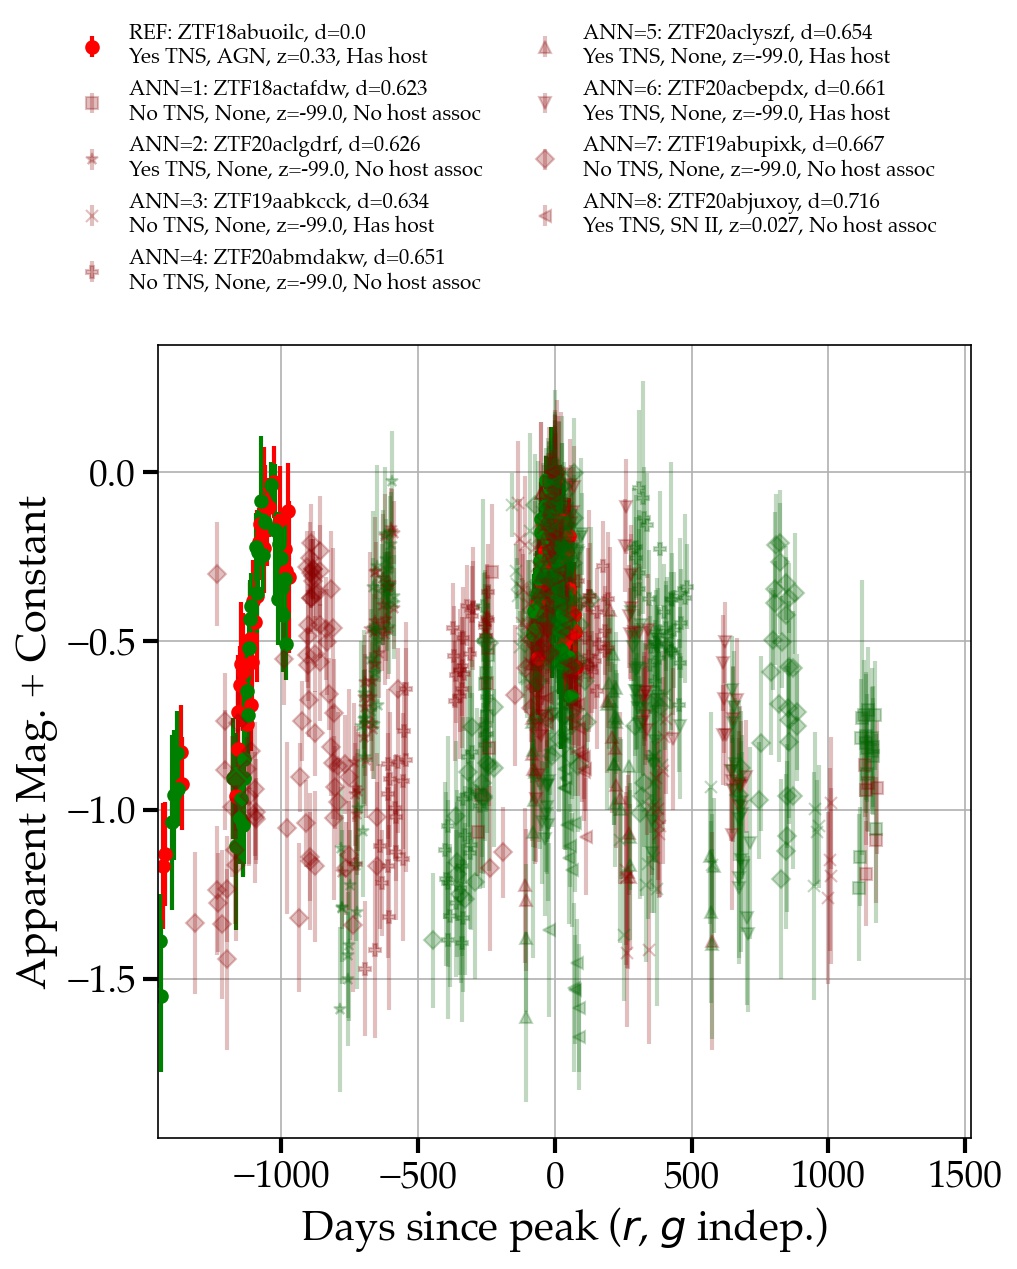 REF: ZTF18abuoilc, d=0.0
Yes TNS, AGN, z=0.33, Has host
ANN=1: ZTF18actafdw, d=0.623
No TNS, None, z=-99.0, No host assoc
ANN=2: ZTF20aclgdrf, d=0.626
Yes TNS, None, z=-99.0, No host assoc
ANN=3: ZTF19aabkcck, d=0.634
No TNS, None, z=-99.0, Has host
ANN=4: ZTF20abmdakw, d=0.651
No TNS, None, z=-99.0, No host assoc
ANN=5: ZTF20aclyszf, d=0.654
Yes TNS, None, z=-99.0, Has host
ANN=6: ZTF20acbepdx, d=0.661
Yes TNS, None, z=-99.0, Has host
ANN=7: ZTF19abupixk, d=0.667
No TNS, None, z=-99.0, No host assoc
ANN=8: ZTF20abjuxoy, d=0.716
Yes TNS, SN II, z=0.027, No host assoc
Apparent Mag. + Constant
0.0
−0.5
−1.0
−1.5
−1000
−500
0
500
1000
1500
Days since peak (r, g indep.)